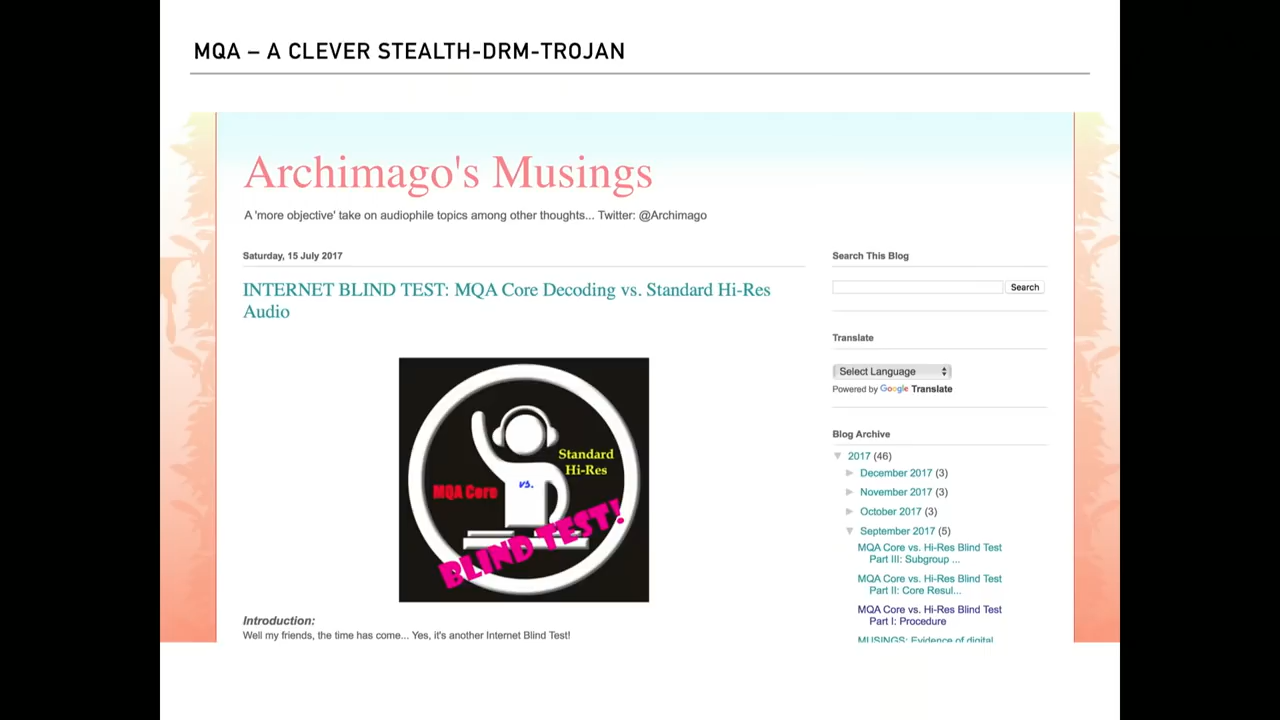 MQA – A CLEVER STEALTH-DRM-TROJAN
Archimago's Musings
A 'more objective' take on audiophile topics among other thoughts... Twitter: @Archimago
Saturday, 15 July 2017
INTERNET BLIND TEST: MQA Core Decoding vs. Standard Hi-Res
Audio
Standard
Hi-Res
MQA Core
vs.
BLIND TEST!
Introduction:
Well my friends, the time has come... Yes, it's another Internet Blind Test!
Search This Blog
Search
Translate
Select Language
Powered by Google Translate
Blog Archive
▼ 2017 (46)
► December 2017 (3)
► November 2017 (3)
► October 2017 (3)
▼ September 2017 (5)
MQA Core vs. Hi-Res Blind Test
Part III: Subgroup ...
MQA Core vs. Hi-Res Blind Test
Part II: Core Resul...
MQA Core vs. Hi-Res Blind Test
Part I: Procedure
MUSINGS: Evidence of digital